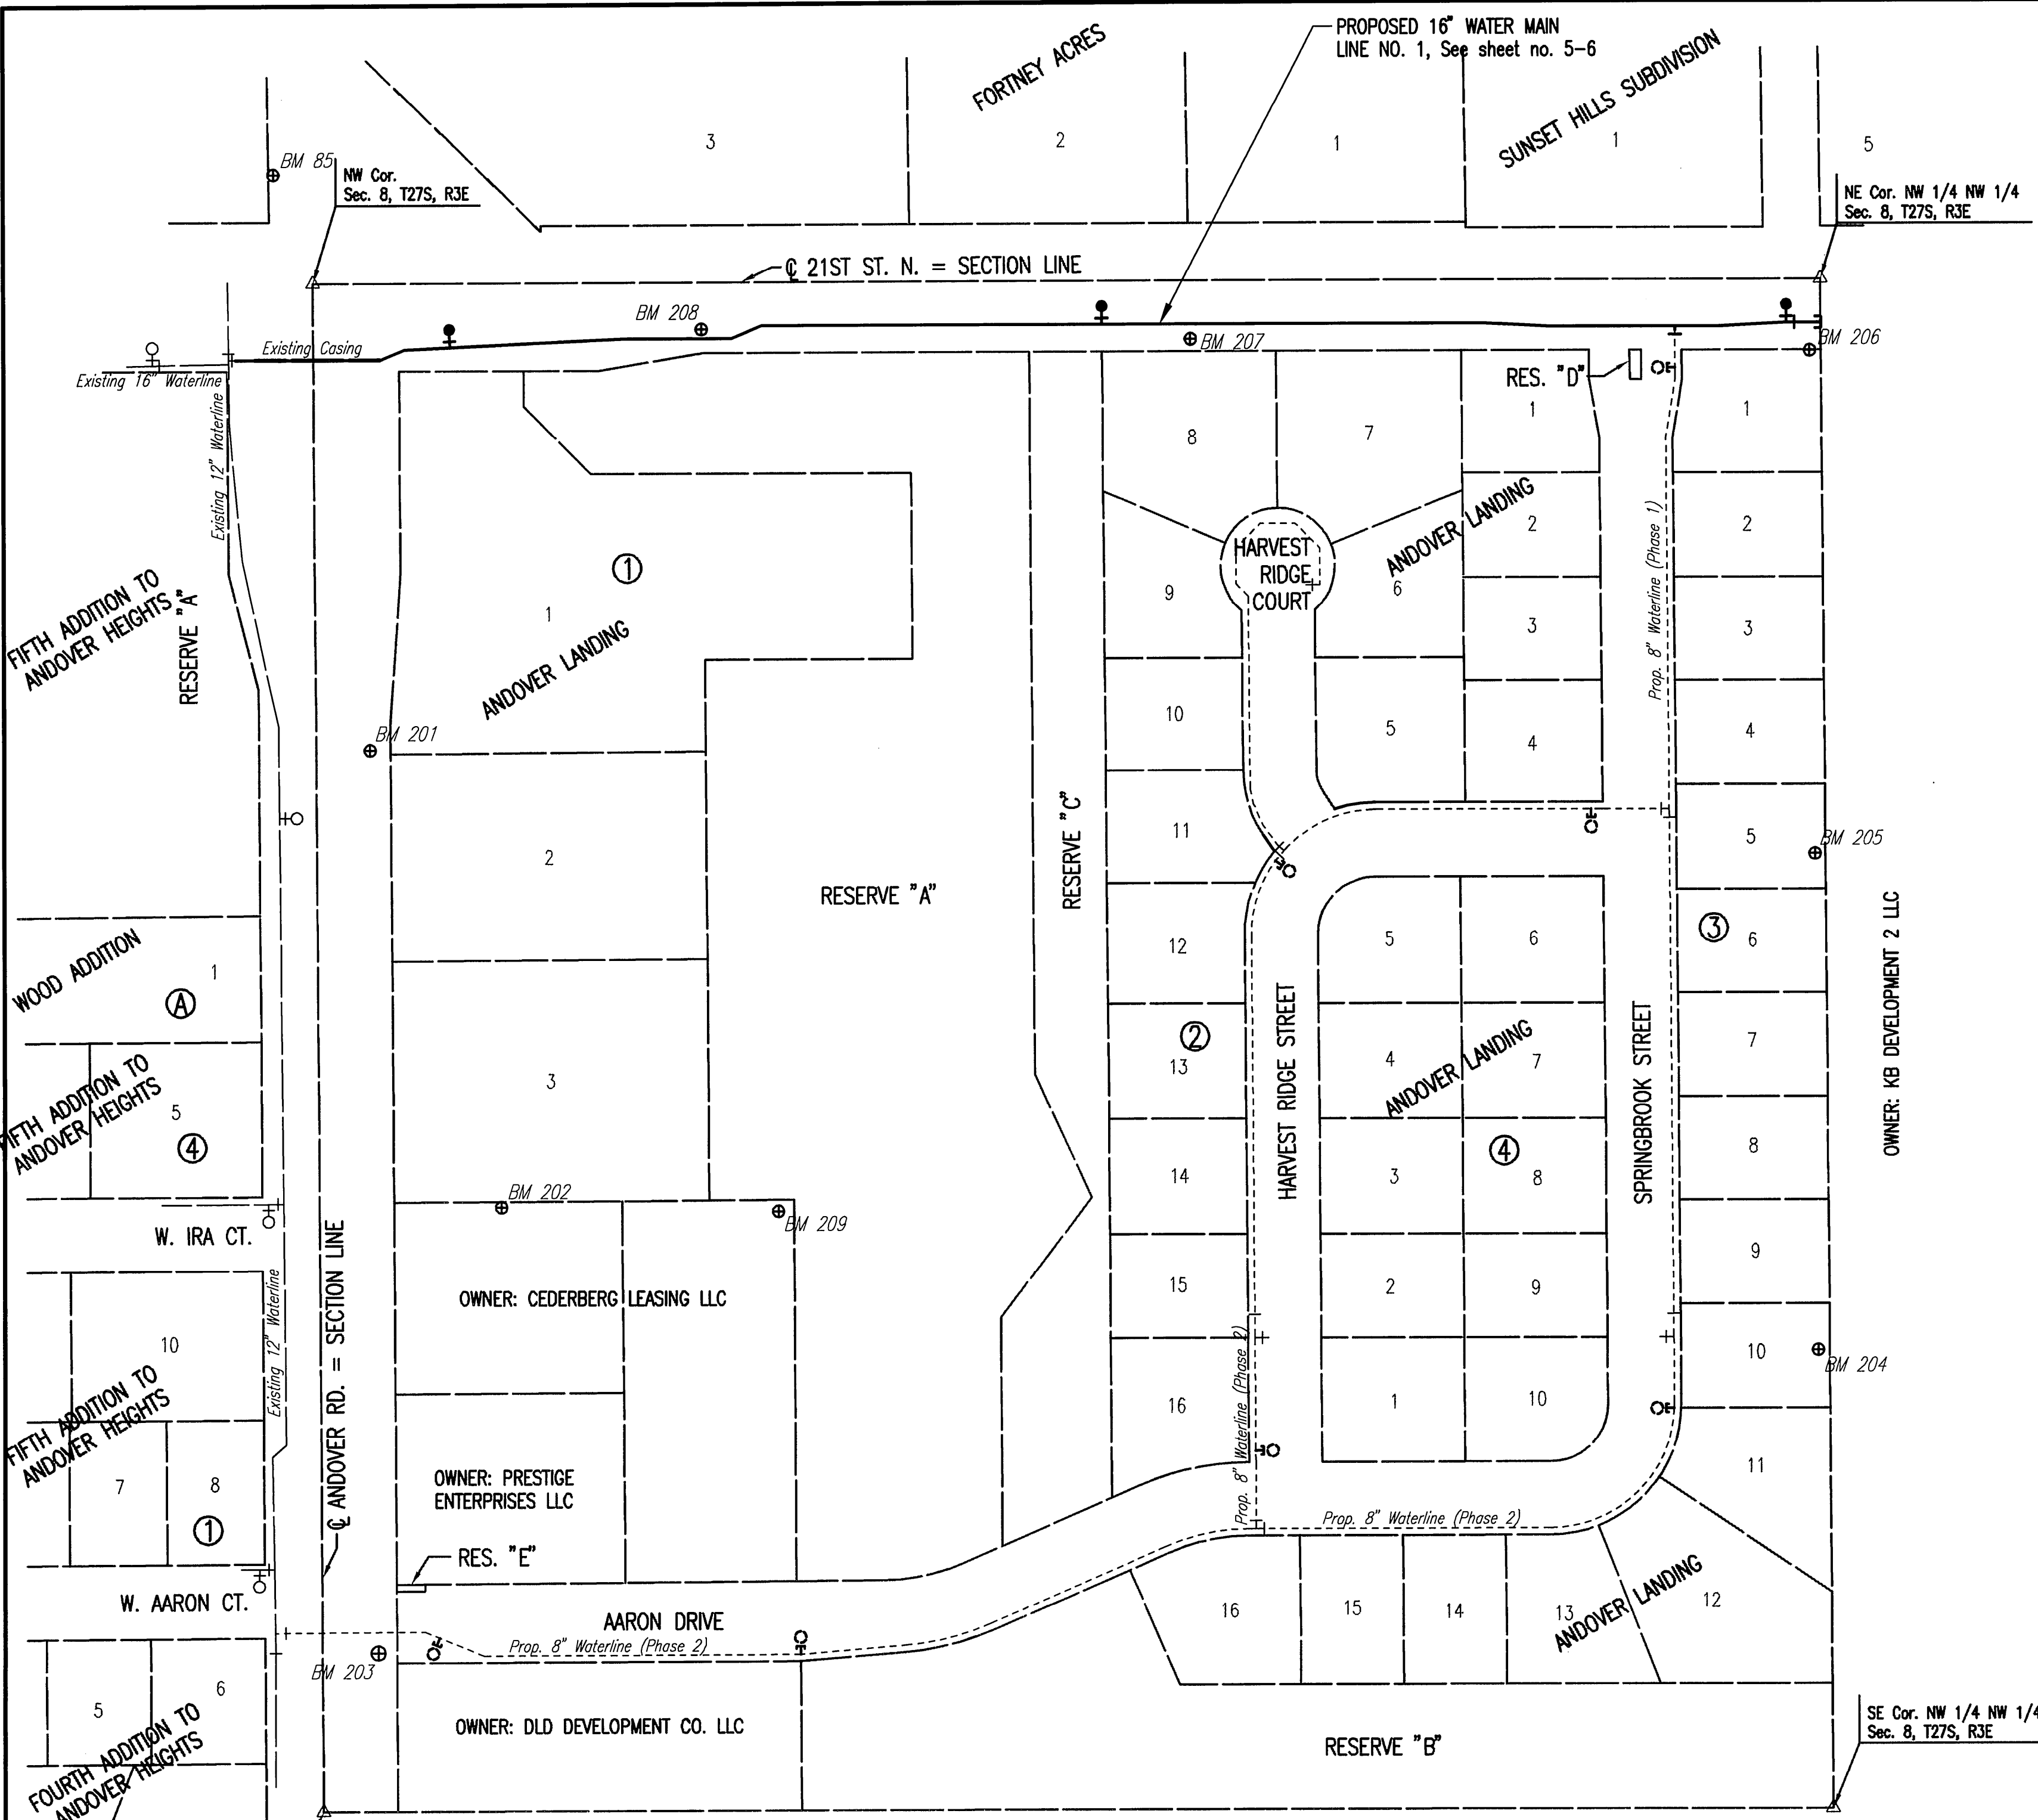 PROPOSED 16" WATER MAIN
LINE NO. 1, See sheet no. 5-6
FORTNEY ACRES
SUNSET HILLS SUBDIVISION
3
2
1
1
5
BM 85
NW Cor.
Sec. 8, T27S, R3E
NE Cor. NW 1/4 NW 1/4
Sec. 8, T27S, R3E
℄ 21ST ST. N. = SECTION LINE
BM 208
BM 207
BM 206
Existing Casing
Existing 16" Waterline
Existing 12" Waterline
RES. "D"
1
1
8
7
2
2
ANDOVER LANDING
Prop. 8" Waterline (Phase 1)
HARVEST
RIDGE
COURT
1
1
9
6
3
3
FIFTH ADDITION TO
ANDOVER HEIGHTS
RESERVE "A"
ANDOVER LANDING
BM 201
10
5
4
4
2
RESERVE "A"
RESERVE "C"
11
5
BM 205
12
5
6
3
6
OWNER: KB DEVELOPMENT 2 LLC
WOOD ADDITION
1
A
HARVEST RIDGE STREET
SPRINGBROOK STREET
2
13
4
7
ANDOVER LANDING
7
3
FIFTH ADDITION TO
ANDOVER HEIGHTS
5
4
14
3
4
8
8
BM 202
BM 209
W. IRA CT.
℄ ANDOVER RD. = SECTION LINE
OWNER: CEDERBERG LEASING LLC
15
2
9
9
Existing 12" Waterline
10
Prop. 8" Waterline (Phase 2)
10
BM 204
FIFTH ADDITION TO
ANDOVER HEIGHTS
16
1
10
7
8
1
OWNER: PRESTIGE
ENTERPRISES LLC
11
Prop. 8" Waterline (Phase 2)
RES. "E"
W. AARON CT.
AARON DRIVE
Prop. 8" Waterline (Phase 2)
16
15
14
13
12
ANDOVER LANDING
BM 203
5
6
FOURTH ADDITION TO
ANDOVER HEIGHTS
OWNER: DLD DEVELOPMENT CO. LLC
RESERVE "B"
SE Cor. NW 1/4 NW 1/4
Sec. 8, T27S, R3E